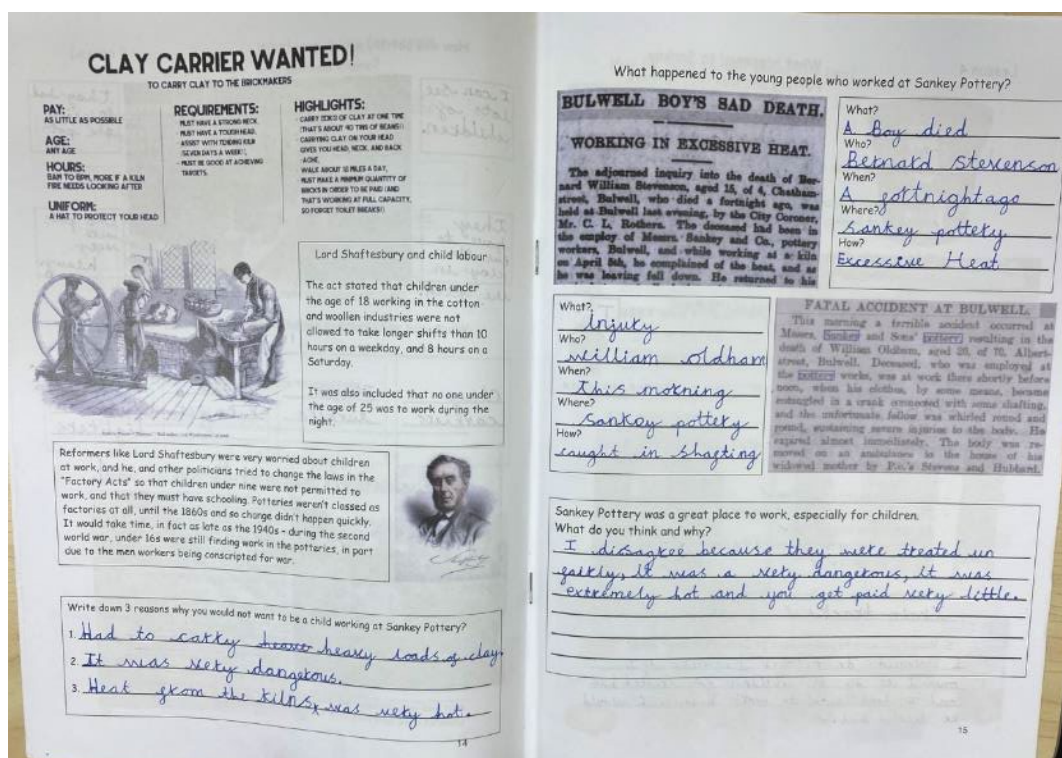 CLAY CARRIER WANTED!
TO CARRY CLAY TO THE BRICKMAKERS
PAY:
AS LITTLE AS POSSIBLE
AGE:
ANY AGE
HOURS:
6AM TO 8PM, MORE IF A KILN
FIRE NEEDS LOOKING AFTER
UNIFORM:
A HAT TO PROTECT YOUR HEAD
REQUIREMENTS:
MUST HAVE A STRONG NECK
MUST HAVE A TOUGH HEAD.
ASSIST WITH TENDING KILN
(SEVEN DAYS A WEEK!),
MUST BE GOOD AT ACHIEVING
TARGETS.
HIGHLIGHTS:
- CARRY OF CLAY AT ONE TIME
(THAT'S ABOUT 40 TINS OF BEANS!)
- CARRYING CLAY ON YOUR HEAD
GIVES YOU HEAD, NECK, AND BACK
ACHE.
WALK ABOUT MILES A DAY,
MUST MAKE A MINIMUM QUANTITY OF
BRICKS IN ORDER TO BE PAID (AND
THAT'S WORKING AT FULL CAPACITY,
SO FORGET TOILET BREAKS!)
Lord Shaftesbury and child labour
The act stated that children under
the age of 18 working in the cotton
and woollen industries were not
allowed to take longer shifts than 10
hours on a weekday, and 8 hours on a
Saturday.
It was also included that no one under
the age of 25 was to work during the
night.
Reformers like Lord Shaftesbury were very worried about children
at work, and he, and other politicians tried to change the laws in the
"Factory Acts" so that children under nine were not permitted to
work, and that they must have schooling. Potteries weren't classed as
factories at all, until the 1860s and so change didn't happen quickly.
It would take time, in fact as late as the 1940s - during the second
world war, under 16s were still finding work in the potteries, in part
due to the men workers being conscripted for war.
Write down 3 reasons why you would not want to be a child working at Sankey Pottery?
1. Had to carry heaver heavy loads of clay.
2. It was very dangerous.
3. Heat from the kilns, was very hot.
14
What happened to the young people who worked at Sankey Pottery?
BULWELL BOY'S SAD DEATH.
WORKING IN EXCESSIVE HEAT.
The adjourned inquiry into the death of Ber-
nard William Stevenson, aged 15, of 4, Chatham-
street, Bulwell, who died a fortnight ago, was
held at Bulwell last evening, by the City Coroner,
Mr. C. L. Rothera. The deceased had been in
the employ of Messrs. Sankey and Co., pottery
workers, Bulwell, and while working at a kiln
on April 8th, he complained of the heat, and as
he was leaving fell down. He returned to his
What?
A Boy died
Who?
Bernard Stevenson
When?
A fortnight ago
Where?
Sankey pottery
How?
Excessive Heat
What?
Injury
Who?
William oldham
When?
This morning
Where?
Sankey pottery
How?
caught in shafting
FATAL ACCIDENT AT BULWELL.
This morning a terrible accident occurred at
Messrs. Sankey and Sons' pottery, resulting in the
death of William Oldham, aged 20, of 70, Albert-
street, Bulwell. Deceased, who was employed at
the pottery works, was at work there shortly before
noon, when his clothes, by some means, became
entangled in a crank connected with some shafting,
and the unfortunate fellow was whirled round and
round, sustaining severe injuries to the body. He
expired almost immediately. The body was re-
moved on an ambulance to the house of his
widowed mother by P.c.'s Stevens and Hubbard.
Sankey Pottery was a great place to work, especially for children.
What do you think and why?
I dissagree because they were treated un
fairly, it was a very dangerous, it was
extremely hot and you get paid very little.
15